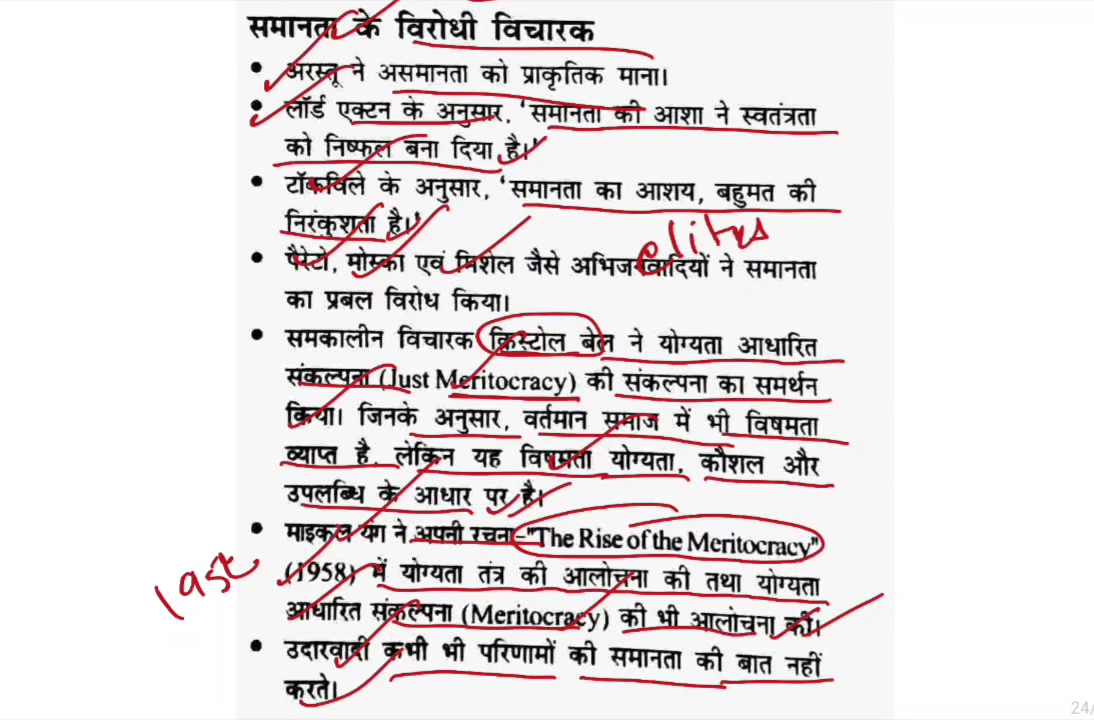 समानता के विरोधी विचारक
• अरस्तू ने असमानता को प्राकृतिक माना।
• लॉर्ड एक्टन के अनुसार, 'समानता की आशा ने स्वतंत्रता
को निष्फल बना दिया है।'
• टॉकविले के अनुसार, 'समानता का आशय, बहुमत की
निरंकुशता है।'
elites
• पैरेटो, मोस्का एवं मिशेल जैसे अभिजनवादियों ने समानता
का प्रबल विरोध किया।
• समकालीन विचारक क्रिस्टोल बेल ने योग्यता आधारित
संकल्पना (Just Meritocracy) की संकल्पना का समर्थन
किया। जिनके अनुसार, वर्तमान समाज में भी विषमता
व्याप्त है, लेकिन यह विषमता योग्यता, कौशल और
उपलब्धि के आधार पर है।
• माइकल यंग ने अपनी रचना-"The Rise of the Meritocracy"
last
(1958) में योग्यता तंत्र की आलोचना की तथा योग्यता
आधारित संकल्पना (Meritocracy) की भी आलोचना की।
• उदारवादी कभी भी परिणामों की समानता की बात नहीं
करते।
24/